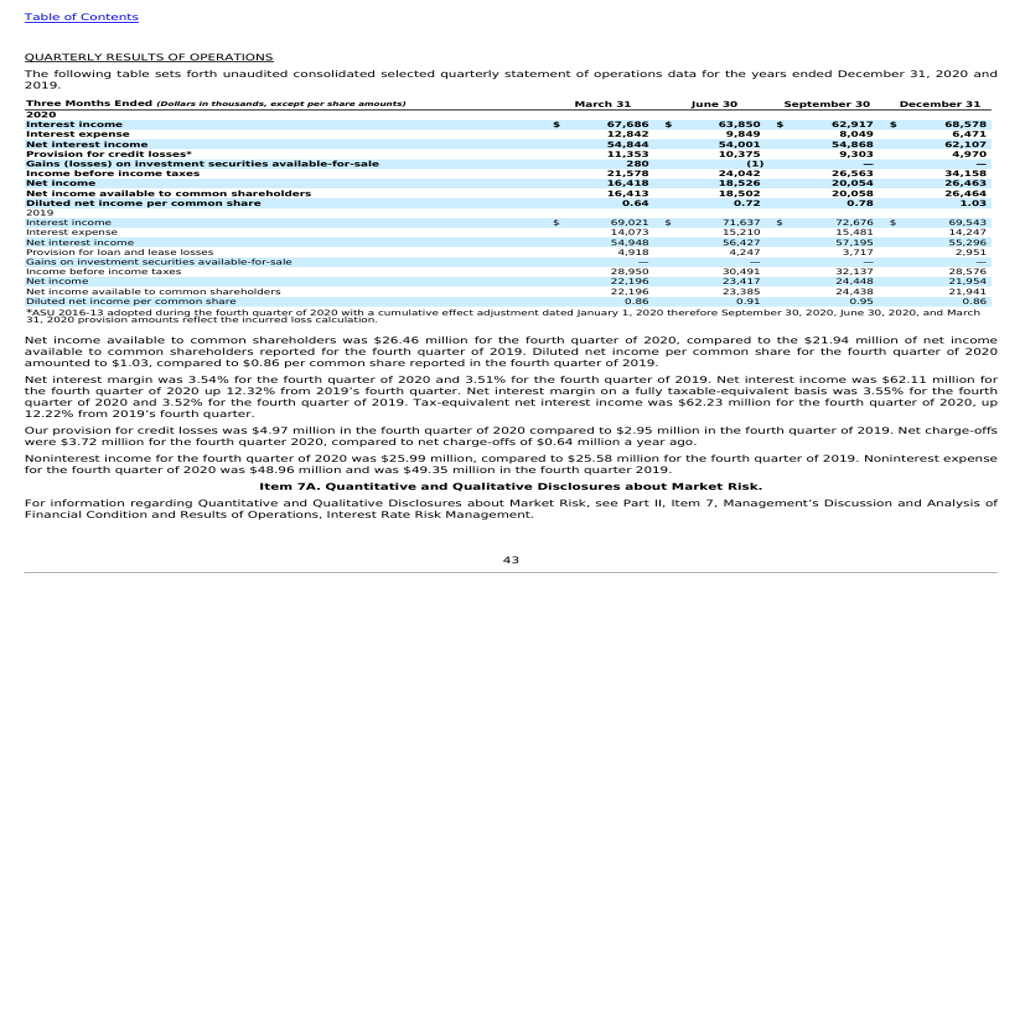 Table of Contents
QUARTERLY RESULTS OF OPERATIONS
The following table sets forth unaudited consolidated selected quarterly statement of operations data for the years ended December 31, 2020 and
2019.
Three Months Ended (Dollars in thousands, except per share amounts) March 31 June 30 September 30 December 31
2020
Interest income $ 67,686 $ 63,850 $ 62,917 $ 68,578
Interest expense 12,842 9,849 8,049 6,471
Net interest income 54,844 54,001 54,868 62,107
Provision for credit losses* 11,353 10,375 9,303 4,970
Gains (losses) on investment securities available-for-sale 280 (1) — —
Income before income taxes 21,578 24,042 26,563 34,158
Net income 16,418 18,526 20,054 26,463
Net income available to common shareholders 16,413 18,502 20,058 26,464
Diluted net income per common share 0.64 0.72 0.78 1.03
2019
Interest income $ 69,021 $ 71,637 $ 72,676 $ 69,543
Interest expense 14,073 15,210 15,481 14,247
Net interest income 54,948 56,427 57,195 55,296
Provision for loan and lease losses 4,918 4,247 3,717 2,951
Gains on investment securities available-for-sale — — — —
Income before income taxes 28,950 30,491 32,137 28,576
Net income 22,196 23,417 24,448 21,954
Net income available to common shareholders 22,196 23,385 24,438 21,941
Diluted net income per common share 0.86 0.91 0.95 0.86
*ASU 2016-13 adopted during the fourth quarter of 2020 with a cumulative effect adjustment dated January 1, 2020 therefore September 30, 2020, June 30, 2020, and March
31, 2020 provision amounts reflect the incurred loss calculation.
Net income available to common shareholders was $26.46 million for the fourth quarter of 2020, compared to the $21.94 million of net income
available to common shareholders reported for the fourth quarter of 2019. Diluted net income per common share for the fourth quarter of 2020
amounted to $1.03, compared to $0.86 per common share reported in the fourth quarter of 2019.
Net interest margin was 3.54% for the fourth quarter of 2020 and 3.51% for the fourth quarter of 2019. Net interest income was $62.11 million for
the fourth quarter of 2020 up 12.32% from 2019’s fourth quarter. Net interest margin on a fully taxable-equivalent basis was 3.55% for the fourth
quarter of 2020 and 3.52% for the fourth quarter of 2019. Tax-equivalent net interest income was $62.23 million for the fourth quarter of 2020, up
12.22% from 2019’s fourth quarter.
Our provision for credit losses was $4.97 million in the fourth quarter of 2020 compared to $2.95 million in the fourth quarter of 2019. Net charge-offs
were $3.72 million for the fourth quarter 2020, compared to net charge-offs of $0.64 million a year ago.
Noninterest income for the fourth quarter of 2020 was $25.99 million, compared to $25.58 million for the fourth quarter of 2019. Noninterest expense
for the fourth quarter of 2020 was $48.96 million and was $49.35 million in the fourth quarter 2019.
Item 7A. Quantitative and Qualitative Disclosures about Market Risk.
For information regarding Quantitative and Qualitative Disclosures about Market Risk, see Part II, Item 7, Management’s Discussion and Analysis of
Financial Condition and Results of Operations, Interest Rate Risk Management.
43